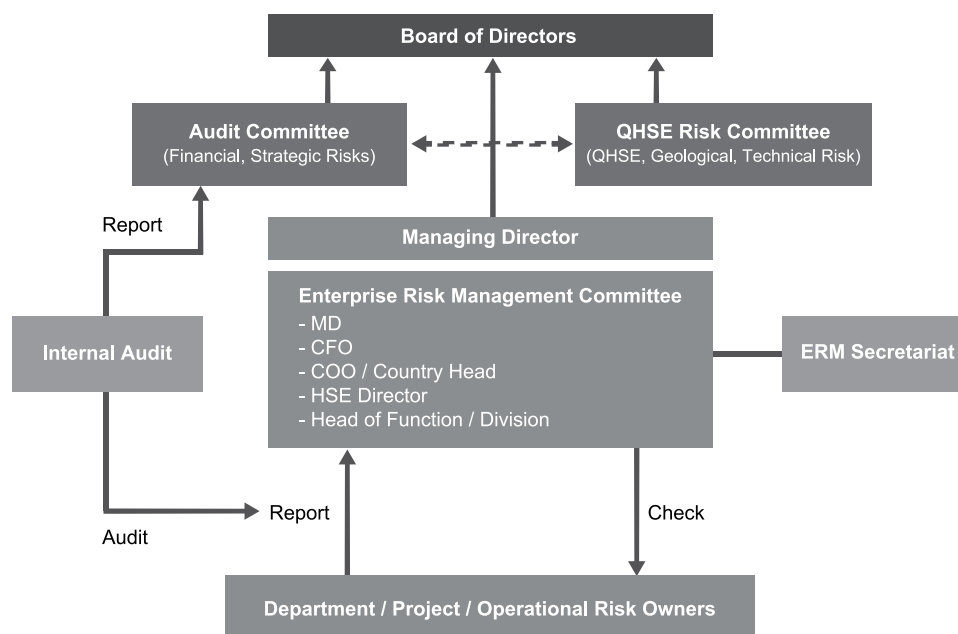 Board of Directors
Audit Committee
(Financial, Strategic Risks)
QHSE Risk Committee
(QHSE, Geological, Technical Risk)
Report
Managing Director
Enterprise Risk Management Committee
- MD
- CFO
- COO / Country Head
- HSE Director
- Head of Function / Division
Internal Audit
ERM Secretariat
Audit
Report
Check
Department / Project / Operational Risk Owners